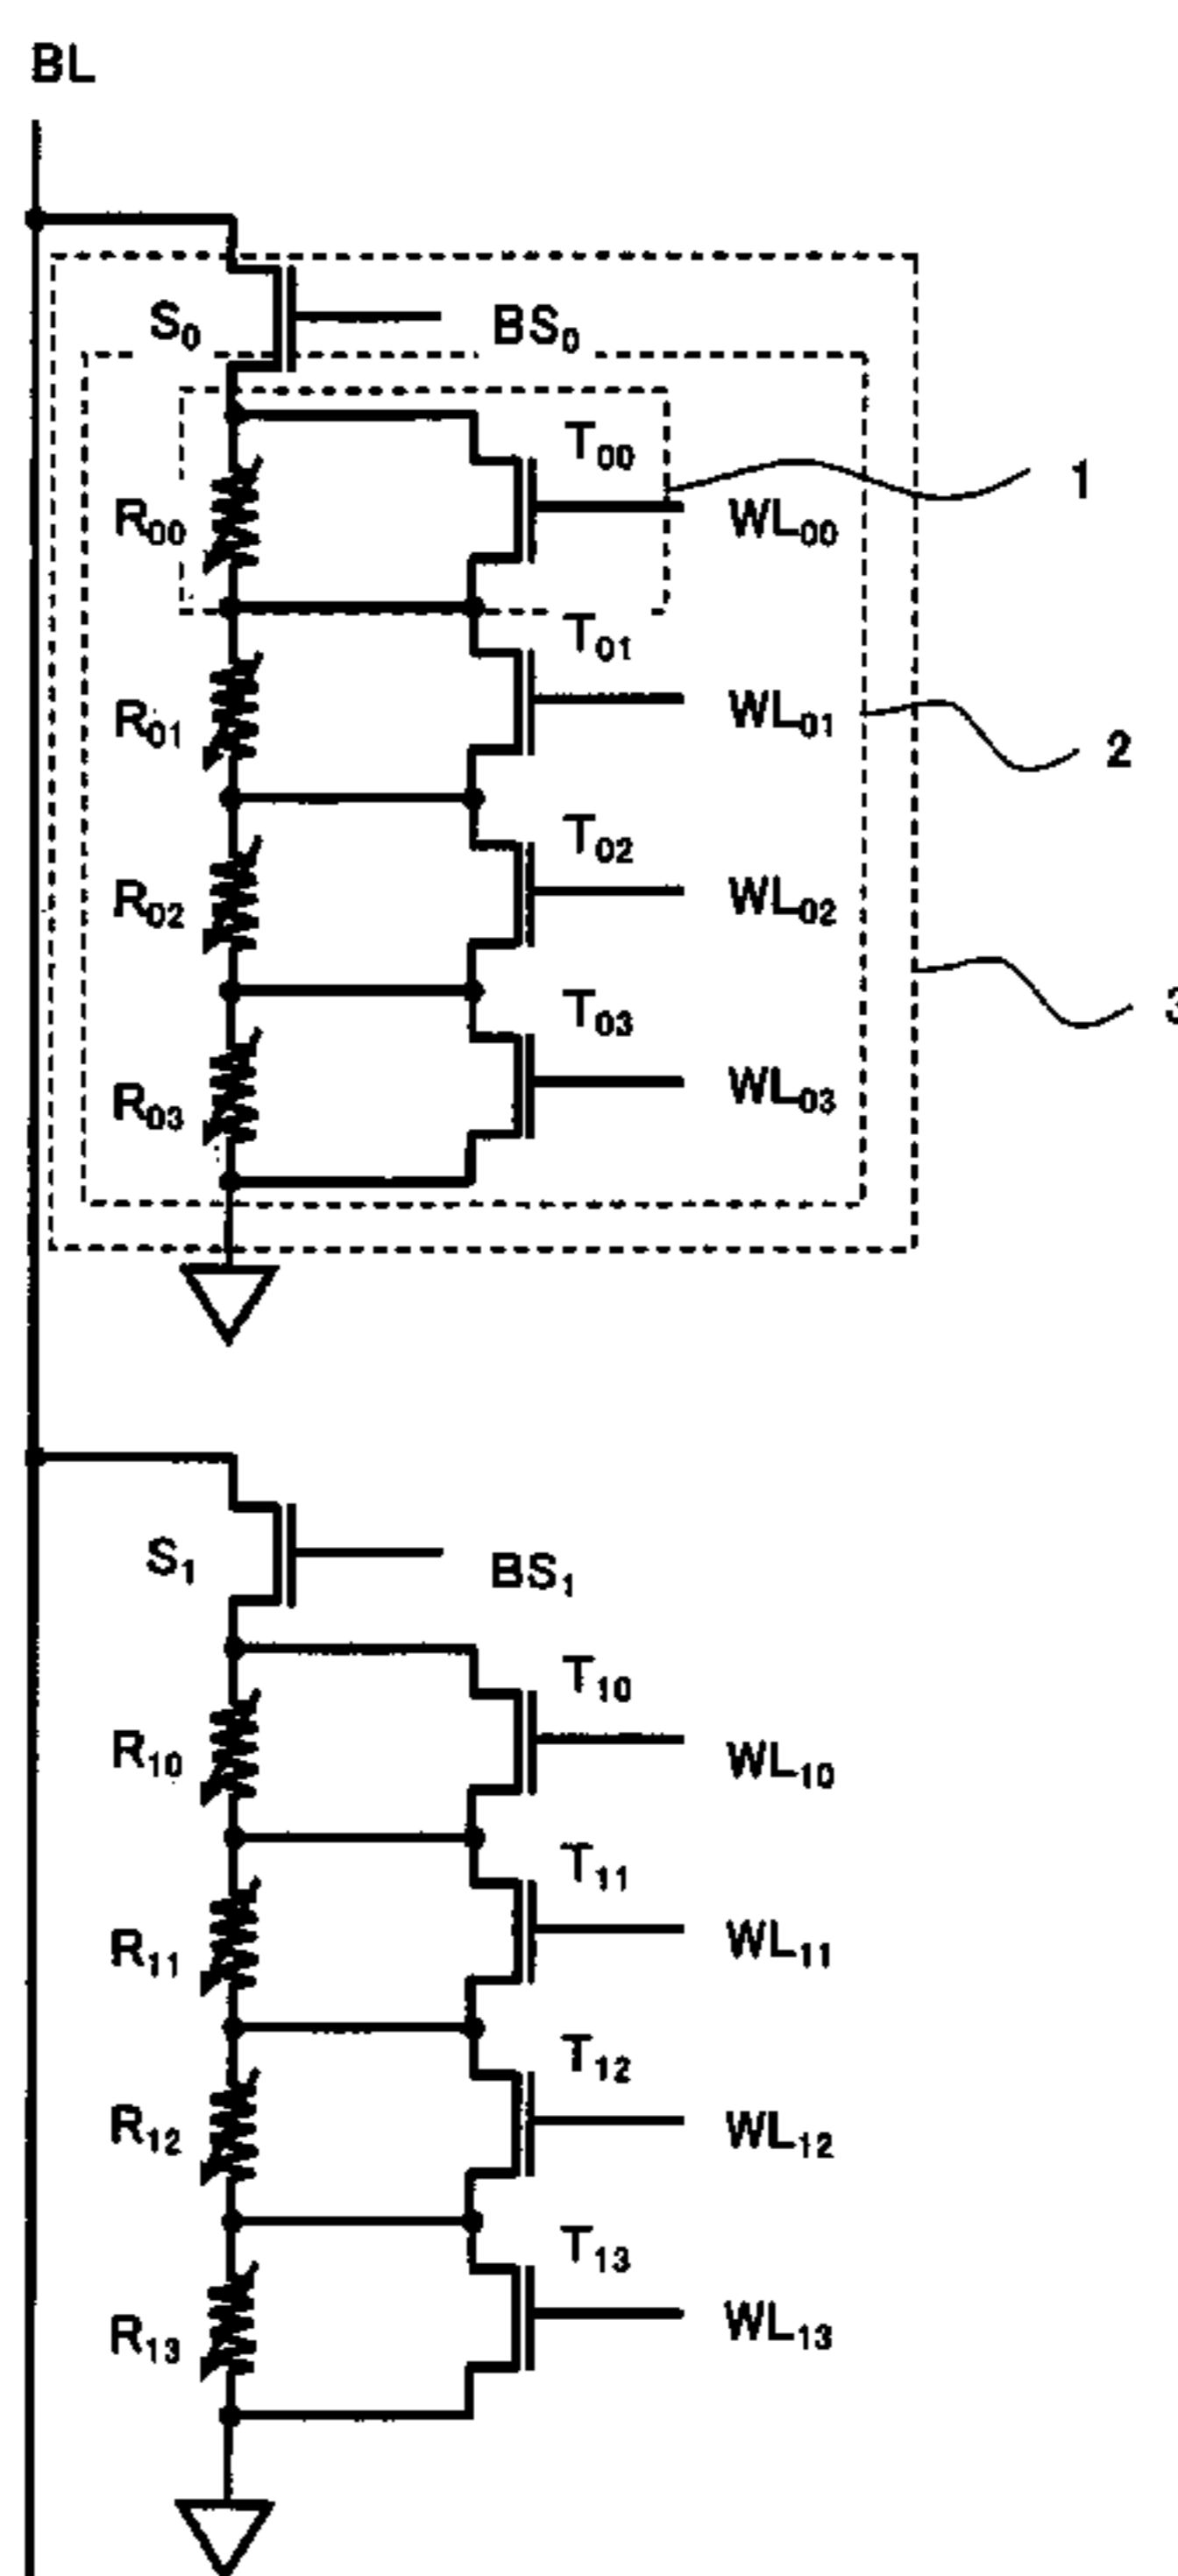 BL
S₀ BS₀
T₀₀
R₀₀ WL₀₀ 1
T₀₁
R₀₁ WL₀₁ 2
T₀₂
R₀₂ WL₀₂
T₀₃ 3
R₀₃ WL₀₃
S₁ BS₁
T₁₀
R₁₀ WL₁₀
T₁₁
R₁₁ WL₁₁
T₁₂
R₁₂ WL₁₂
T₁₃
R₁₃ WL₁₃